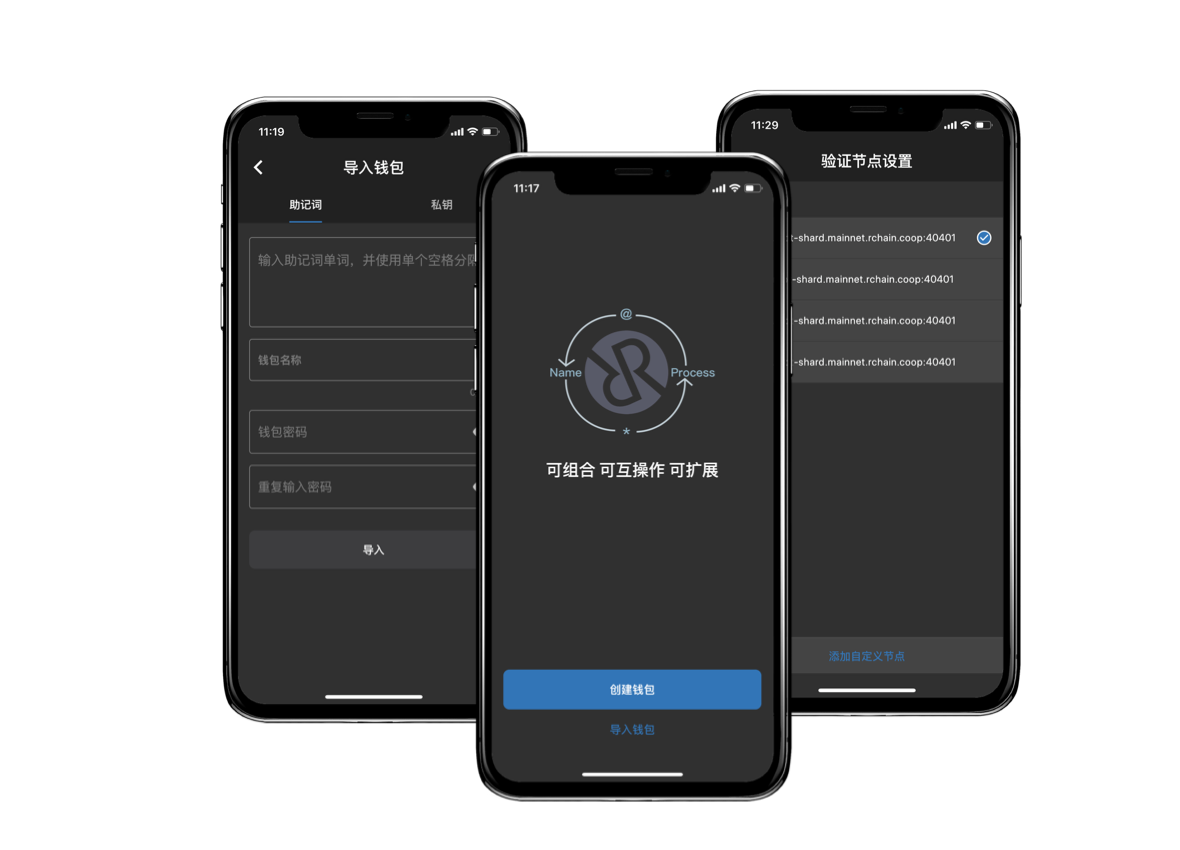 11:19
导入钱包
助记词 私钥
输入助记词单词，并使用单个空格分隔
钱包名称
钱包密码
重复输入密码
导入
11:17
@
Name Process
*
可组合 可互操作 可扩展
创建钱包
导入钱包
11:29
验证节点设置
t-shard.mainnet.rchain.coop:40401
-shard.mainnet.rchain.coop:40401
-shard.mainnet.rchain.coop:40401
-shard.mainnet.rchain.coop:40401
添加自定义节点